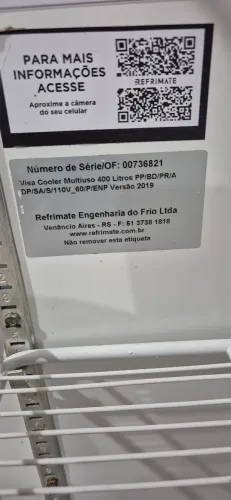 PARA MAIS
INFORMAÇÕES
ACESSE
Aproxime a câmera
do seu celular
REFRIMATE
Número de Série/OF: 00736821
Visa Cooler Multiuso 400 Litros PP/BD/PR/A
DP/SA/S/110V_60/P/ENP Versão 2019
Refrimate Engenharia do Frio Ltda
Venâncio Aires - RS - F: 51 3738 1818
www.refrimate.com.br
Não remover esta etiqueta